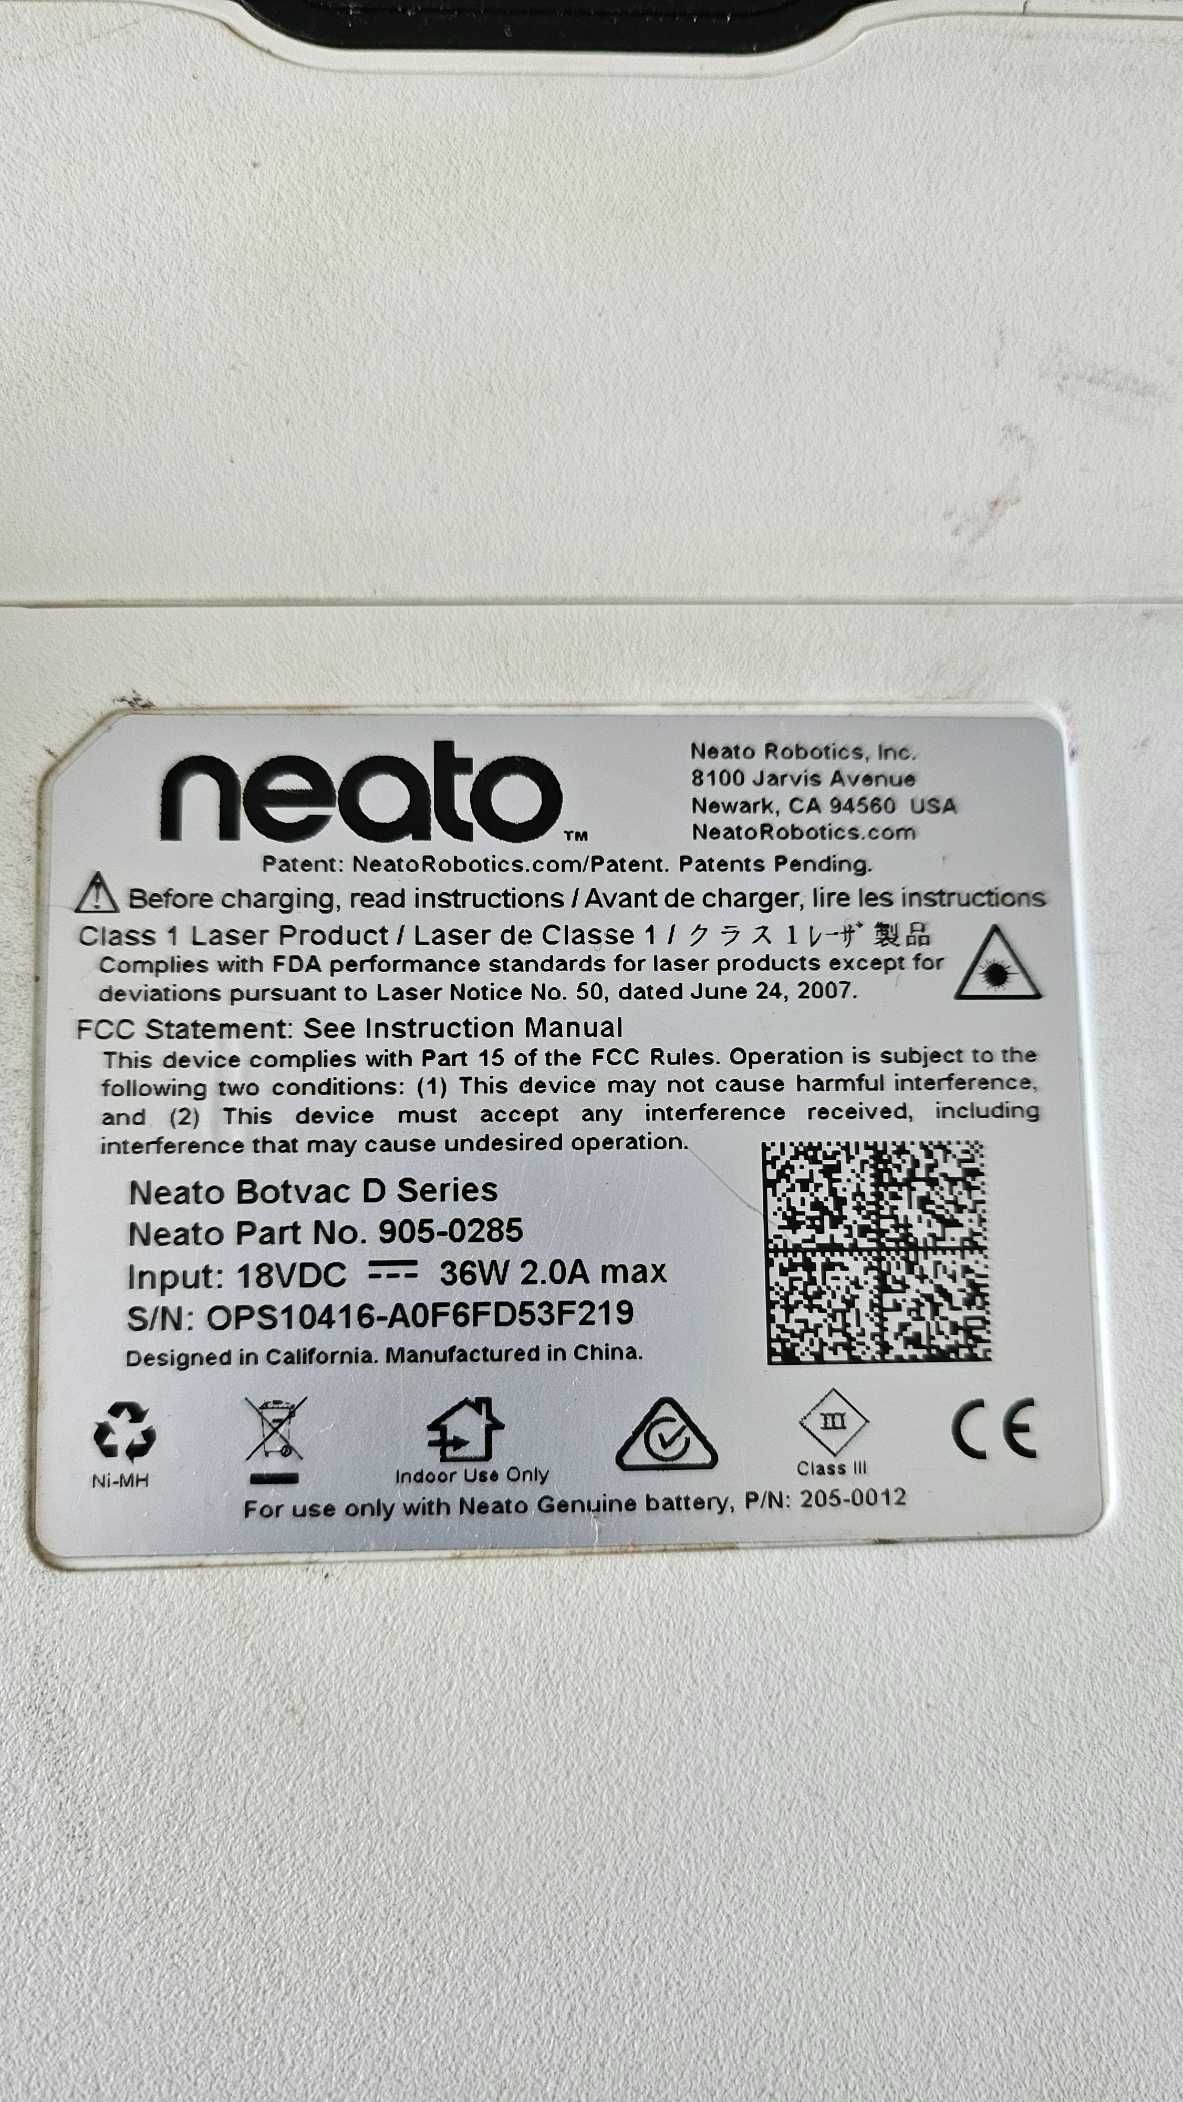 neato™
Neato Robotics, Inc.
8100 Jarvis Avenue
Newark, CA 94560 USA
NeatoRobotics.com
Patent: NeatoRobotics.com/Patent. Patents Pending.
Before charging, read instructions / Avant de charger, lire les instructions
Class 1 Laser Product / Laser de Classe 1 / クラス 1 レーザ製品
Complies with FDA performance standards for laser products except for
deviations pursuant to Laser Notice No. 50, dated June 24, 2007.
FCC Statement: See Instruction Manual
This device complies with Part 15 of the FCC Rules. Operation is subject to the
following two conditions: (1) This device may not cause harmful interference,
and (2) This device must accept any interference received, including
interference that may cause undesired operation.
Neato Botvac D Series
Neato Part No. 905-0285
Input: 18VDC ⎓ 36W 2.0A max
S/N: OPS10416-A0F6FD53F219
Designed in California. Manufactured in China.
Ni-MH
Indoor Use Only
III
Class III
CE
For use only with Neato Genuine battery, P/N: 205-0012